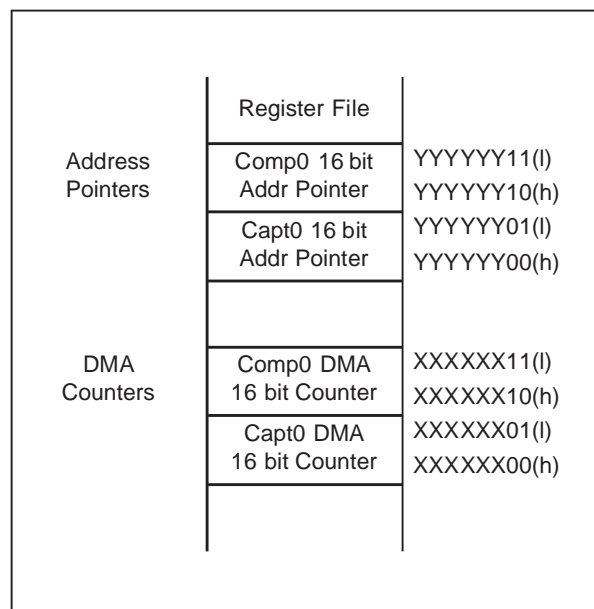 Register File
Address
Pointers
Comp0 16 bit
Addr Pointer
YYYYYY11(l)
YYYYYY10(h)
Capt0 16 bit
Addr Pointer
YYYYYY01(l)
YYYYYY00(h)
DMA
Counters
Comp0 DMA
16 bit Counter
XXXXXX11(l)
XXXXXX10(h)
Capt0 DMA
16 bit Counter
XXXXXX01(l)
XXXXXX00(h)